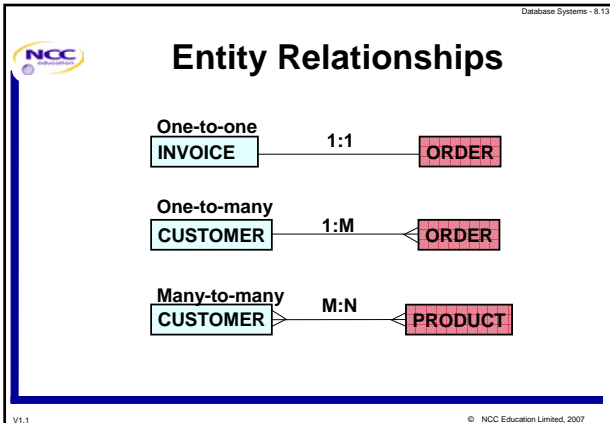 Database Systems - 8.13
NCC
education
Entity Relationships
One-to-one
INVOICE
1:1
ORDER
One-to-many
CUSTOMER
1:M
ORDER
Many-to-many
CUSTOMER
M:N
PRODUCT
V1.1
© NCC Education Limited, 2007